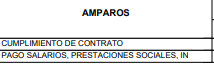 AMPAROS
CUMPLIMIENTO DE CONTRATO
PAGO SALARIOS, PRESTACIONES SOCIALES, IN